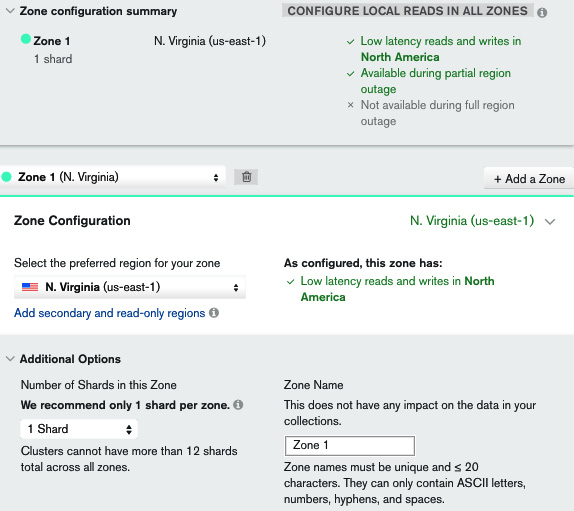 Zone configuration summary
CONFIGURE LOCAL READS IN ALL ZONES
Zone 1
1 shard
N. Virginia (us-east-1)
Low latency reads and writes in
North America
Available during partial region
outage
Not available during full region
outage
Zone 1 (N. Virginia)
+ Add a Zone
Zone Configuration
N. Virginia (us-east-1)
Select the preferred region for your zone
N. Virginia (us-east-1)
Add secondary and read-only regions
As configured, this zone has:
Low latency reads and writes in North
America
Additional Options
Number of Shards in this Zone
We recommend only 1 shard per zone.
1 Shard
Clusters cannot have more than 12 shards
total across all zones.
Zone Name
This does not have any impact on the data in your
collections.
Zone 1
Zone names must be unique and ≤ 20
characters. They can only contain ASCII letters,
numbers, hyphens, and spaces.